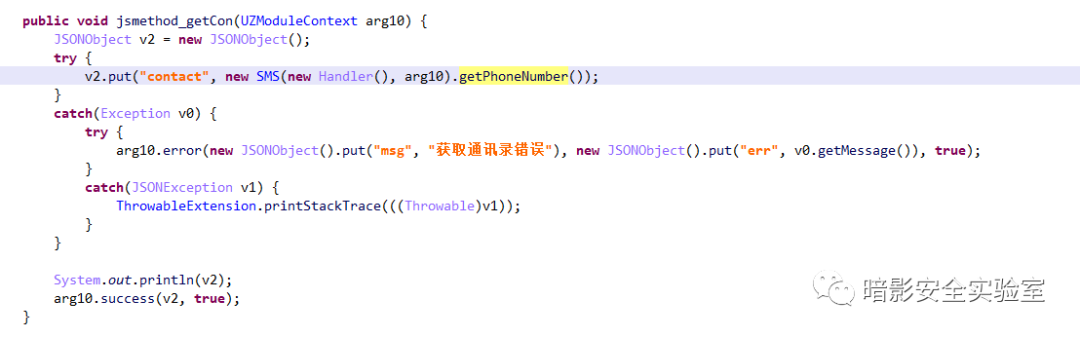 public void jsmethod_getCon(UZModuleContext arg10) {
    JSONObject v2 = new JSONObject();
    try {
        v2.put("contact", new SMS(new Handler(), arg10).getPhoneNumber());
    }
    catch(Exception v0) {
        try {
            arg10.error(new JSONObject().put("msg", "获取通讯录错误"), new JSONObject().put("err", v0.getMessage()), true);
        }
        catch(JSONException v1) {
            ThrowableExtension.printStackTrace(((Throwable)v1));
        }
    }

    System.out.println(v2);
    arg10.success(v2, true);
}
暗影安全实验室